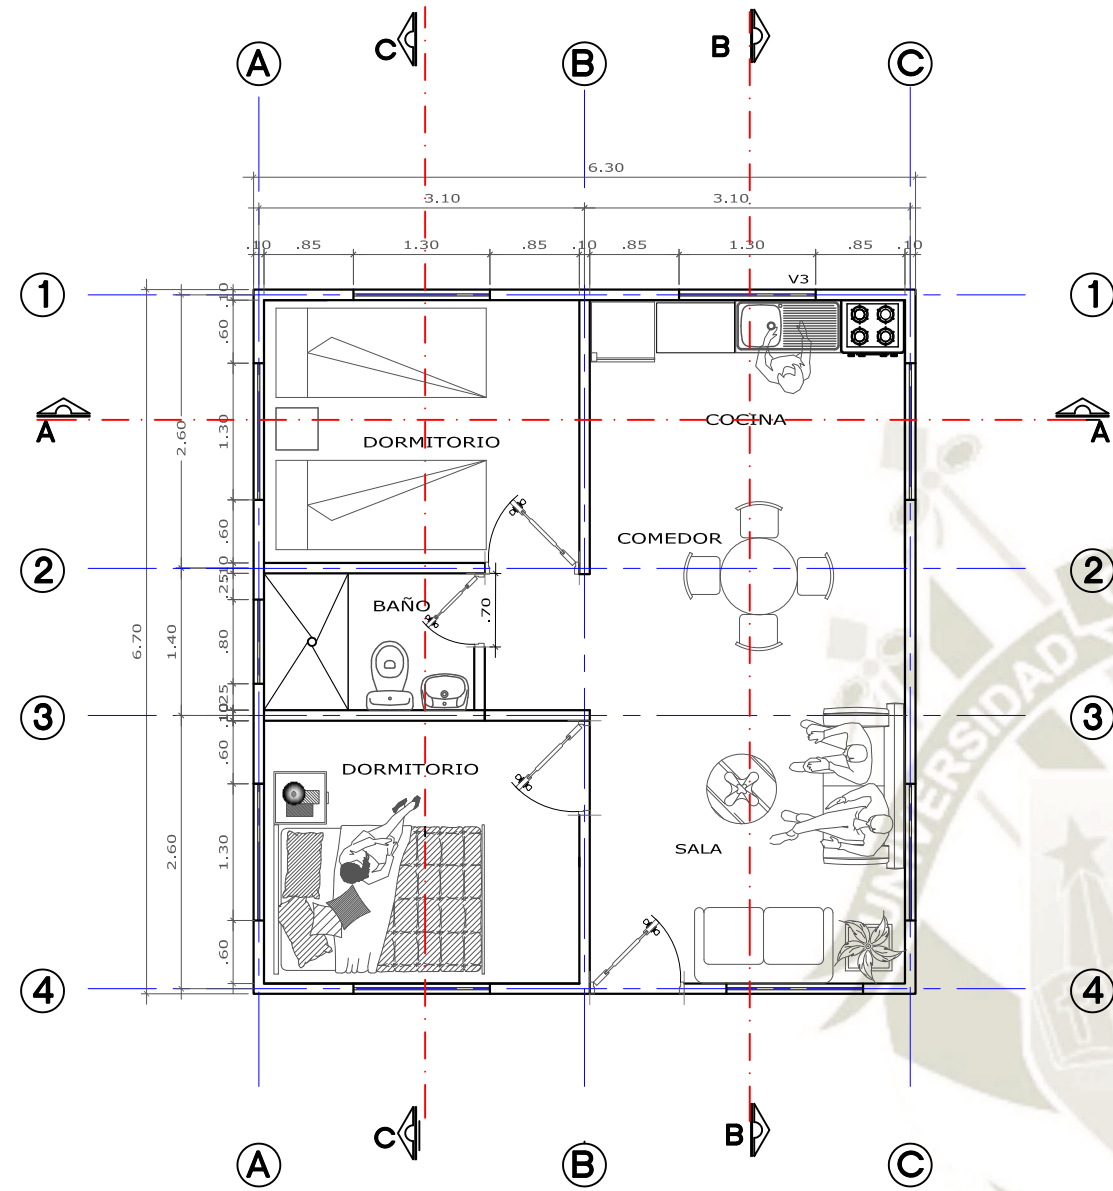 C
B
A B C
6.30
3.10 3.10
.10 .85 1.30 .85 .10 .85 1.30 .85 .10
V3
1 1
.10
.60
A A
COCINA
2.60
1.30
DORMITORIO
.60
COMEDOR
.10
2 2
.25
BAÑO
.70
6.70
1.40
.80
.25
.10
3 3
.60
DORMITORIO
2.60
1.30
SALA
.60
4 4
UNIVERSIDAD
C
B
A B C